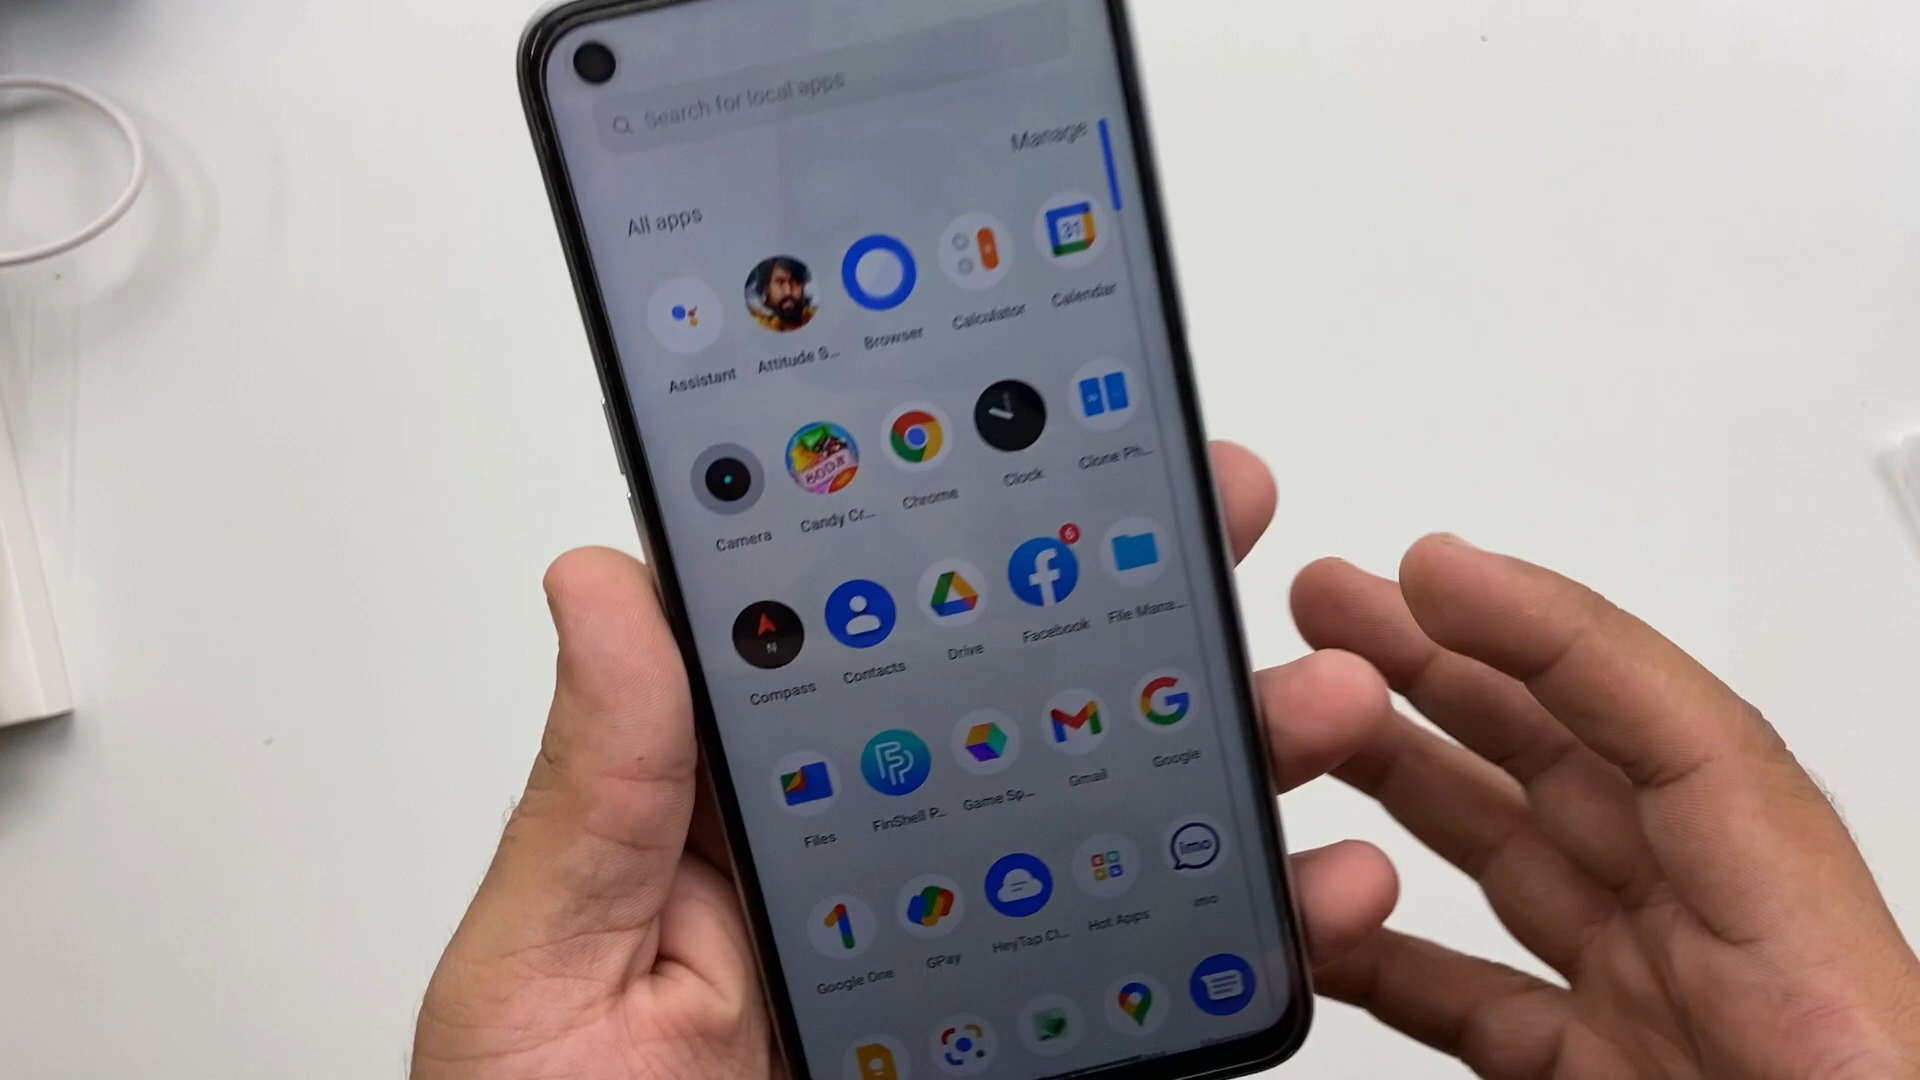 Search for local apps
Manage
All apps
31
Assistant
Attitude S...
Browser
Calculator
Calendar
Camera
Candy Cr...
Chrome
Clock
Clone Ph...
N
6
Compass
Contacts
Drive
Facebook
File Mana...
Files
FinShell P...
Game Sp...
Gmail
Google
imo
Google One
GPay
HeyTap Cl...
Hot Apps
imo